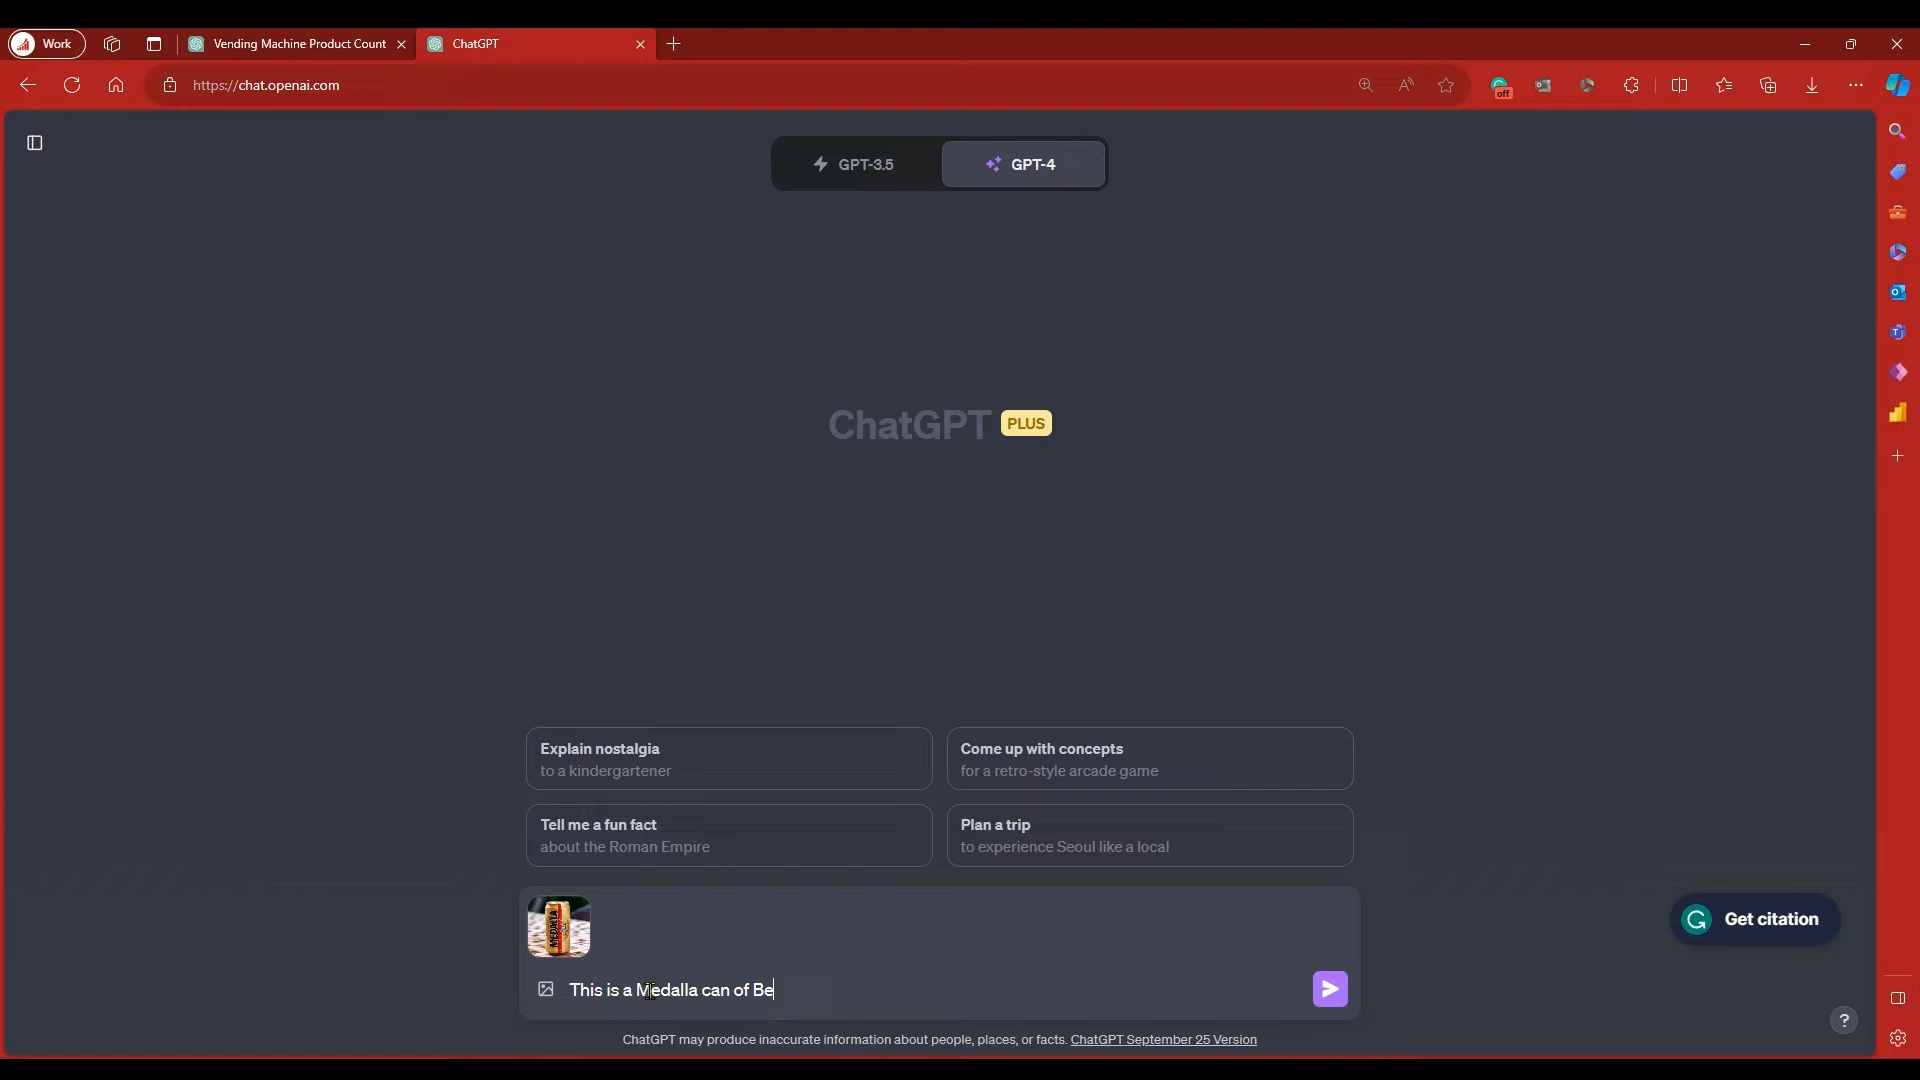 Work
Vending Machine Product Count
ChatGPT
https://chat.openai.com
off
GPT-3.5
GPT-4
ChatGPT PLUS
Explain nostalgia
to a kindergartener
Come up with concepts
for a retro-style arcade game
Tell me a fun fact
about the Roman Empire
Plan a trip
to experience Seoul like a local
Get citation
MEDALLA
This is a Medalla can of Be
ChatGPT may produce inaccurate information about people, places, or facts. ChatGPT September 25 Version
?